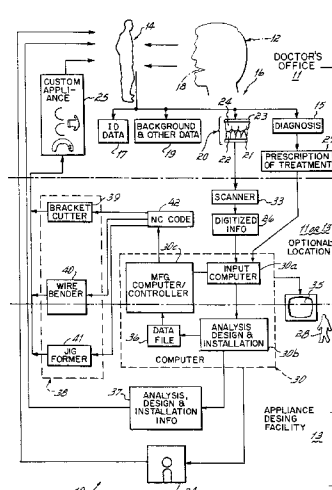 14
12
DOCTOR'S
OFFICE
11
CUSTOM
APPLI-
ANCE
25
18
16
24
15
ID
DATA
17
BACKGROUND
& OTHER DATA
19
23
20
22
21
DIAGNOSIS
PRESCRIPTION
OF TREATMENT
SCANNER
33
DIGITIZED
INFO
26
11 OR 13
OPTIONAL
LOCATION
39
BRACKET
CUTTER
42
NC CODE
30c
INPUT
COMPUTER
30a
MFG
COMPUTER/
CONTROLLER
40
WIRE
BENDER
35
28
36
DATA
FILE
ANALYSIS
DESIGN &
INSTALLATION
30b
41
JIG
FORMER
COMPUTER
30
38
37
ANALYSIS,
DESIGN &
INSTALLATION
INFO
APPLIANCE
DESING
FACILITY
13